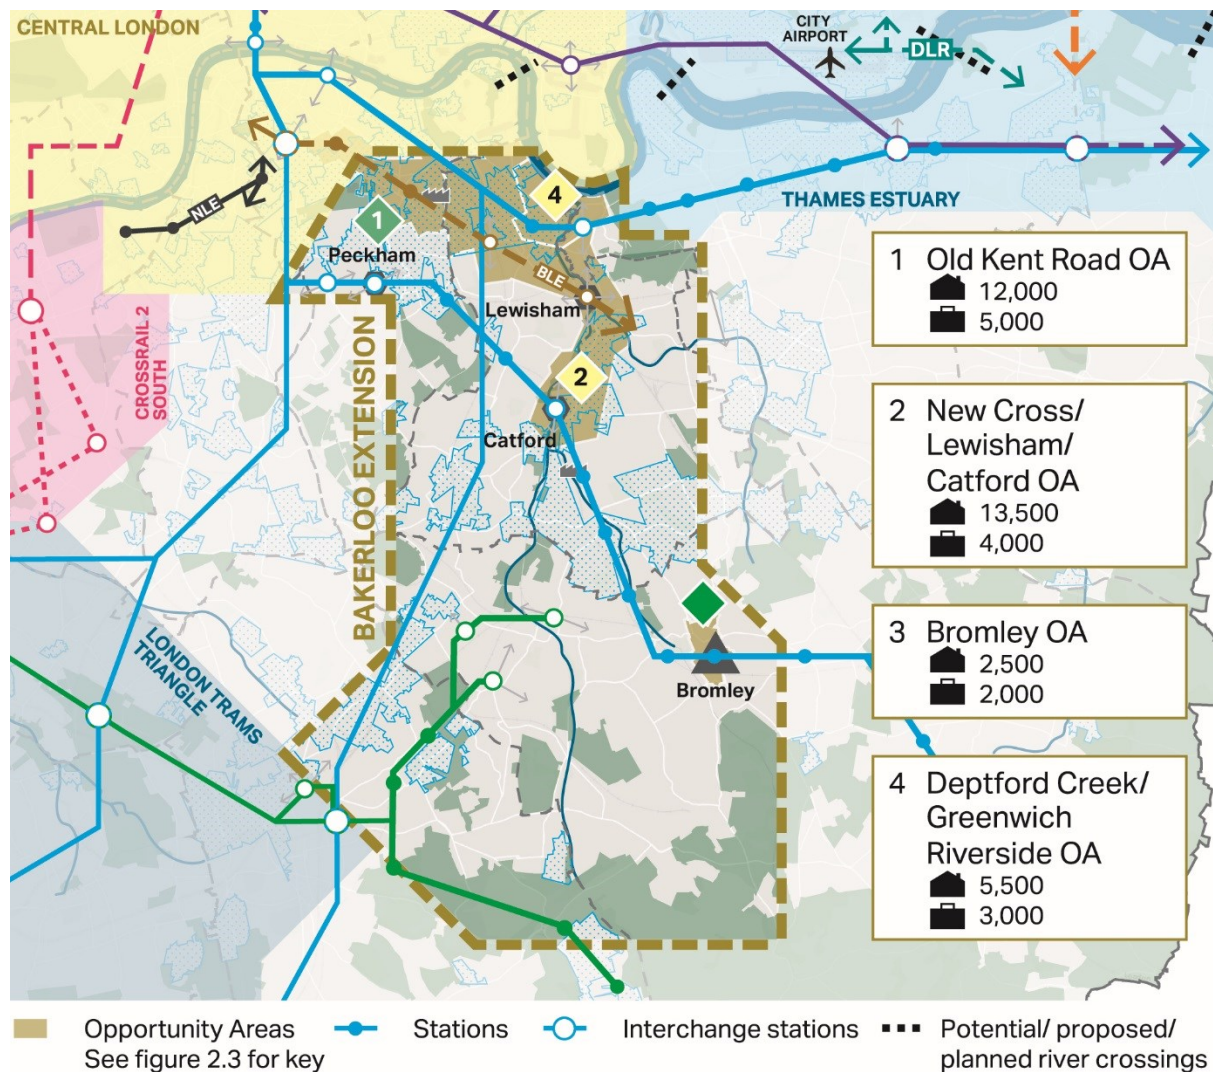 CENTRAL LONDON
CITY
AIRPORT
DLR
4
THAMES ESTUARY
NLE
1
Peckham
BLE
Lewisham
2
Catford
CROSSRAIL 2
SOUTH
BAKERLOO EXTENSION
LONDON TRAMS
TRIANGLE
Bromley
1 Old Kent Road OA
12,000
5,000
2 New Cross/
Lewisham/
Catford OA
13,500
4,000
3 Bromley OA
2,500
2,000
4 Deptford Creek/
Greenwich
Riverside OA
5,500
3,000
Opportunity Areas
See figure 2.3 for key
Stations
Interchange stations
Potential/ proposed/
planned river crossings